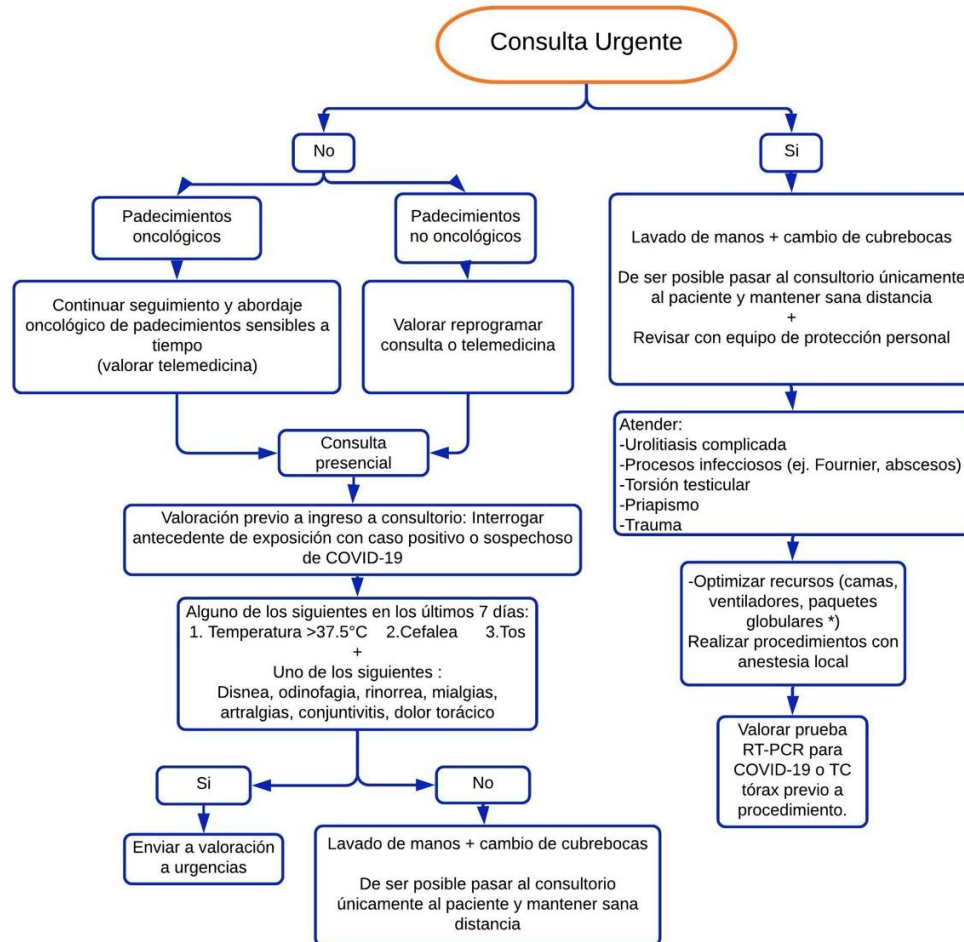 Consulta Urgente
No
Si
Padecimientos
oncológicos
Padecimientos
no oncológicos
Continuar seguimiento y abordaje
oncológico de padecimientos sensibles a
tiempo
(valorar telemedicina)
Valorar reprogramar
consulta o telemedicina
Consulta
presencial
Valoración previo a ingreso a consultorio: Interrogar
antecedente de exposición con caso positivo o sospechoso
de COVID-19
Alguno de los siguientes en los últimos 7 días:
1. Temperatura >37.5°C 2.Cefalea 3.Tos
+
Uno de los siguientes :
Disnea, odinofagia, rinorrea, mialgias,
artralgias, conjuntivitis, dolor torácico
Si
No
Enviar a valoración
a urgencias
Lavado de manos + cambio de cubrebocas
De ser posible pasar al consultorio
únicamente al paciente y mantener sana
distancia
Lavado de manos + cambio de cubrebocas
De ser posible pasar al consultorio únicamente
al paciente y mantener sana distancia
+
Revisar con equipo de protección personal
Atender:
-Urolitiasis complicada
-Procesos infecciosos (ej. Fournier, abscesos)
-Torsión testicular
-Priapismo
-Trauma
-Optimizar recursos (camas,
ventiladores, paquetes
globulares *)
Realizar procedimientos con
anestesia local
Valorar prueba
RT-PCR para
COVID-19 o TC
tórax previo a
procedimiento.